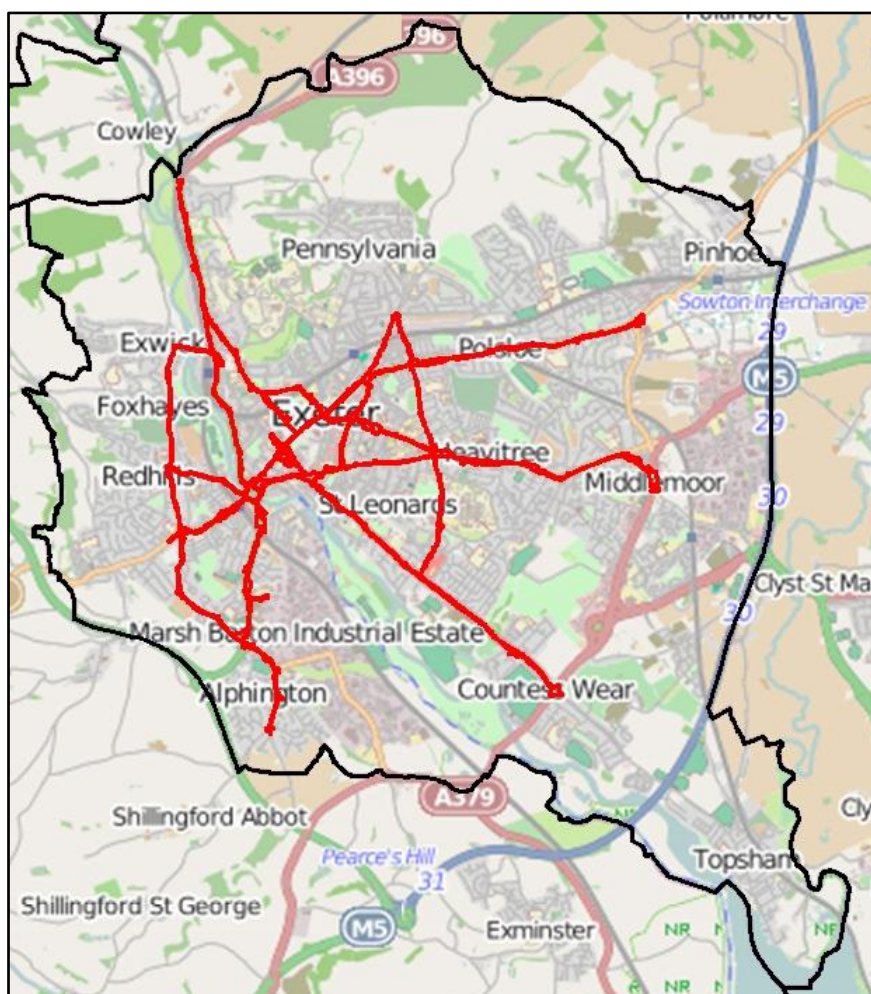 96
A396
Cowley
Pennsylvania
Pinhoe
Sowton Interchange
29
Exwick
Polsloe
M5
Foxhayes
Exeter
29
Heavitree
Redhills
Middlemoor
30
St Leonards
Clyst St Ma
30
Marsh Barton Industrial Estate
Alphington
Countess Wear
A379
Shillingford Abbot
Cly
Pearce's Hill
31
Topsham
Shillingford St George
M5
Exminster
NR
NR
NR